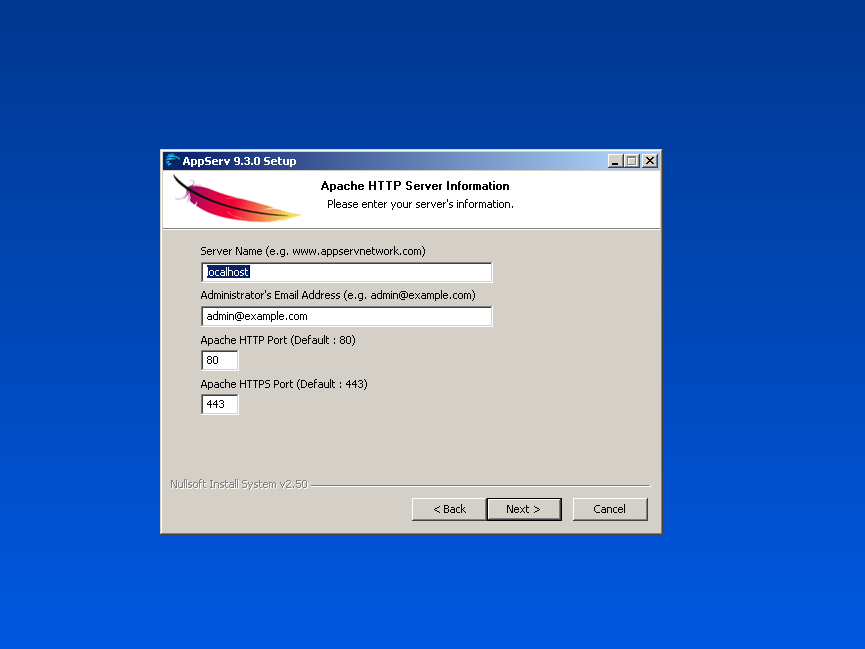 AppServ 9.3.0 Setup
Apache HTTP Server Information
Please enter your server's information.
Server Name (e.g. www.appservnetwork.com)
localhost
Administrator's Email Address (e.g. admin@example.com)
admin@example.com
Apache HTTP Port (Default : 80)
80
Apache HTTPS Port (Default : 443)
443
Nullsoft Install System v2.50
< Back Next > Cancel